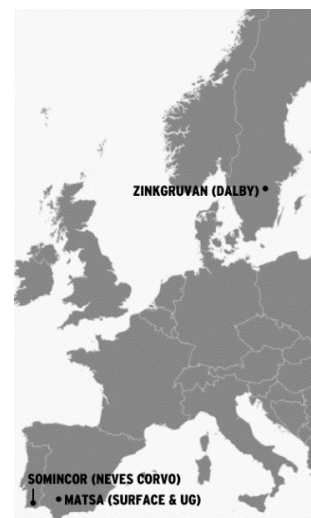 ZINKGRUVAN (DALBY)
SOMINCOR (NEVES CORVO)
MATSA (SURFACE & UG)